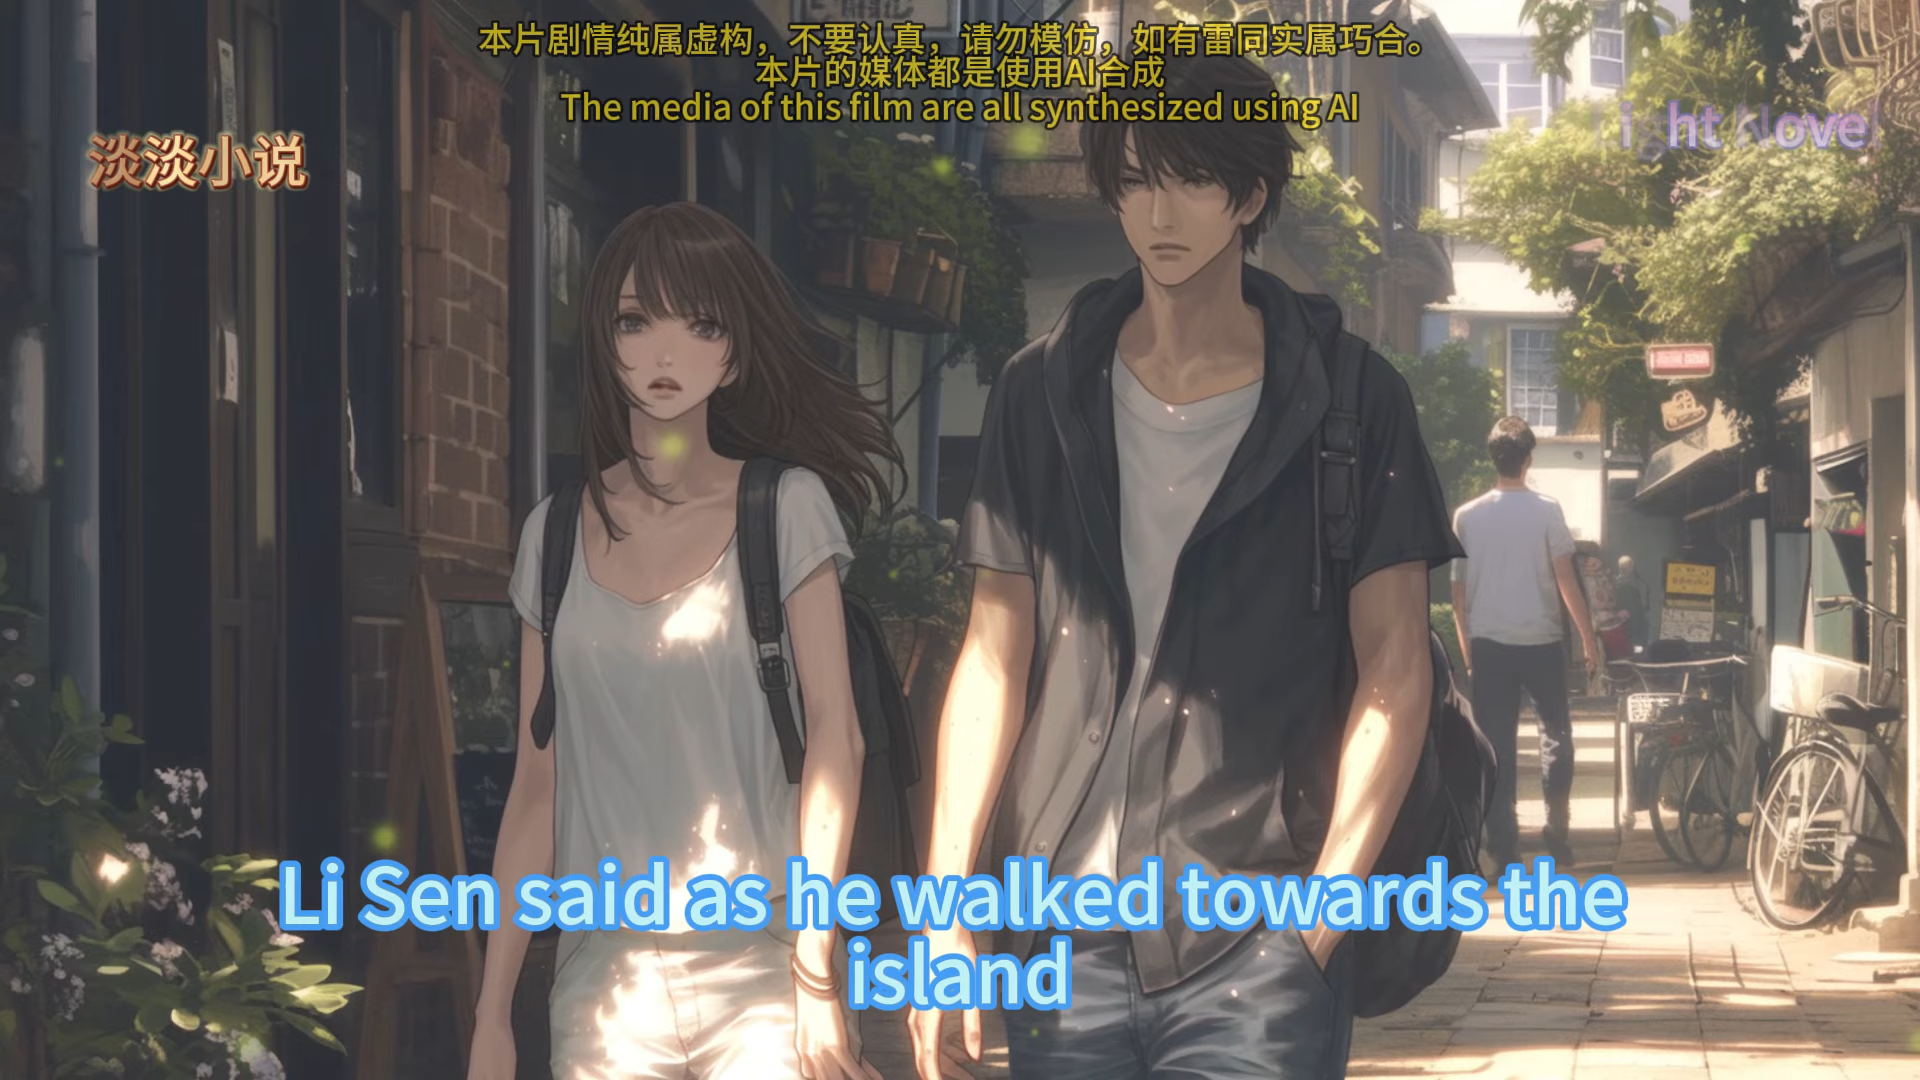 本片剧情纯属虚构，不要认真，请勿模仿，如有雷同实属巧合。
本片的媒体都是使用AI合成
The media of this film are all synthesized using AI
淡淡小说
Light Novel
Li Sen said as he walked towards the
island